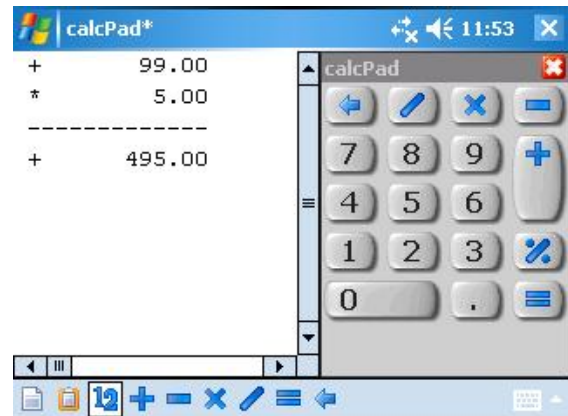 calcPad* 11:53
+ 99.00
* 5.00
-------------
+ 495.00
calcPad
7 8 9 +
4 5 6
1 2 3 %
0 . =
12